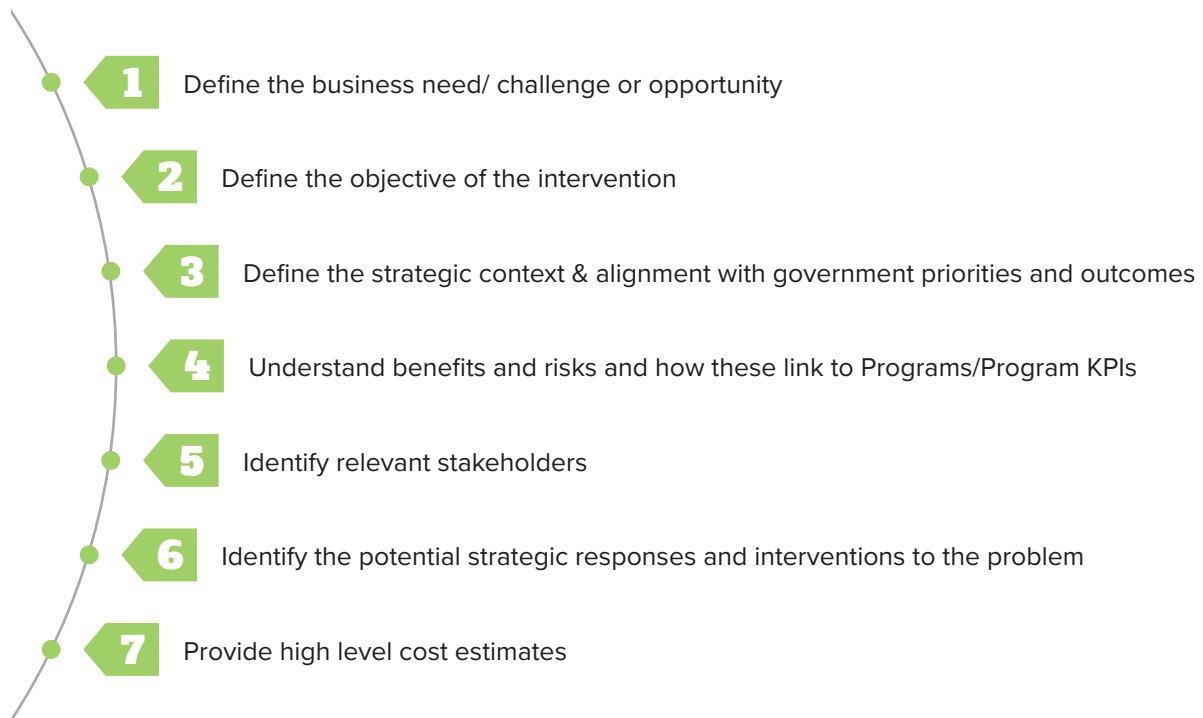 1 Define the business need/ challenge or opportunity
2 Define the objective of the intervention
3 Define the strategic context & alignment with government priorities and outcomes
4 Understand benefits and risks and how these link to Programs/Program KPIs
5 Identify relevant stakeholders
6 Identify the potential strategic responses and interventions to the problem
7 Provide high level cost estimates